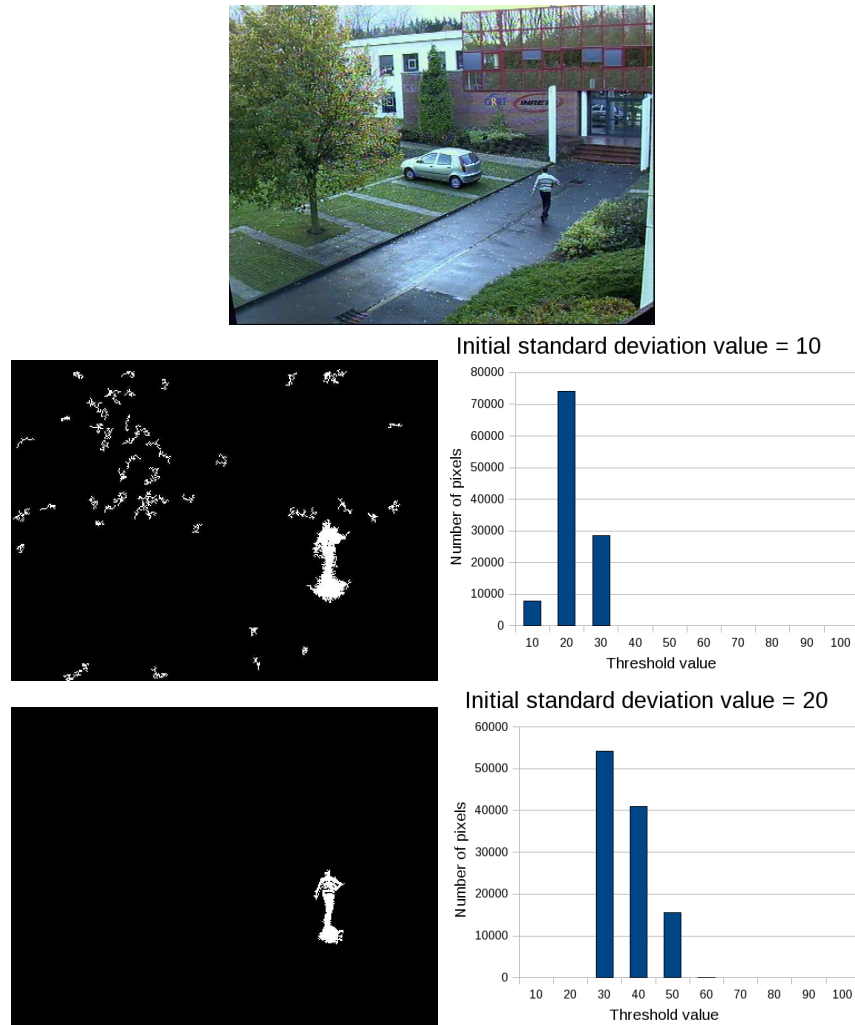 GRRT INRETS
Initial standard deviation value = 10
Number of pixels
80000
70000
60000
50000
40000
30000
20000
10000
0
10 20 30 40 50 60 70 80 90 100
Threshold value
Initial standard deviation value = 20
Number of pixels
60000
50000
40000
30000
20000
10000
0
10 20 30 40 50 60 70 80 90 100
Threshold value